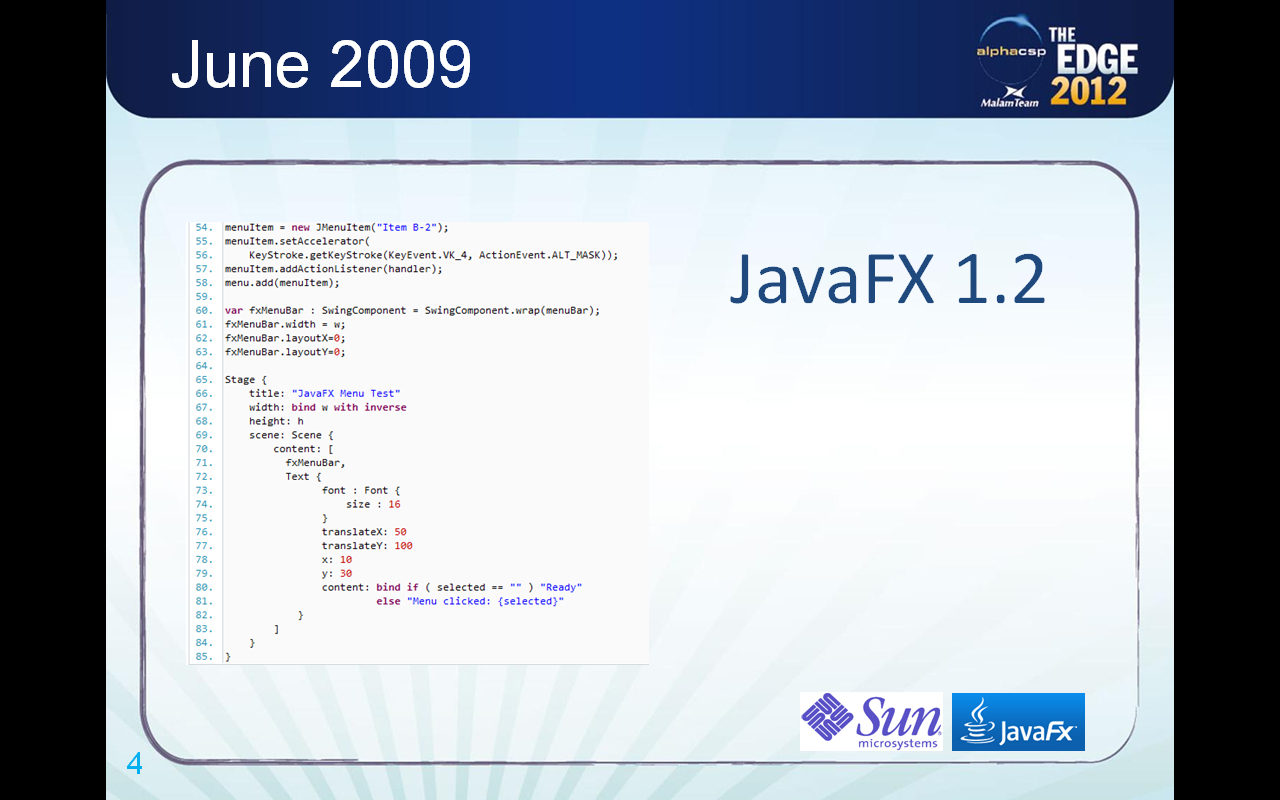 June 2009
alphacsp
MalamTeam
THE
EDGE
2012
54. menuItem = new JMenuItem("Item B-2");
55. menuItem.setAccelerator(
56.     KeyStroke.getKeyStroke(KeyEvent.VK_4, ActionEvent.ALT_MASK));
57. menuItem.addActionListener(handler);
58. menu.add(menuItem);
59.
60. var fxMenuBar : SwingComponent = SwingComponent.wrap(menuBar);
61. fxMenuBar.width = w;
62. fxMenuBar.layoutX=0;
63. fxMenuBar.layoutY=0;
64.
65. Stage {
66.     title: "JavaFX Menu Test"
67.     width: bind w with inverse
68.     height: h
69.     scene: Scene {
70.         content: [
71.           fxMenuBar,
72.           Text {
73.                 font : Font {
74.                     size : 16
75.                 }
76.                 translateX: 50
77.                 translateY: 100
78.                 x: 10
79.                 y: 30
80.                 content: bind if ( selected == "" ) "Ready"
81.                          else "Menu clicked: {selected}"
82.             }
83.         ]
84.     }
85. }
JavaFX 1.2
Sun
microsystems
JavaFx
4